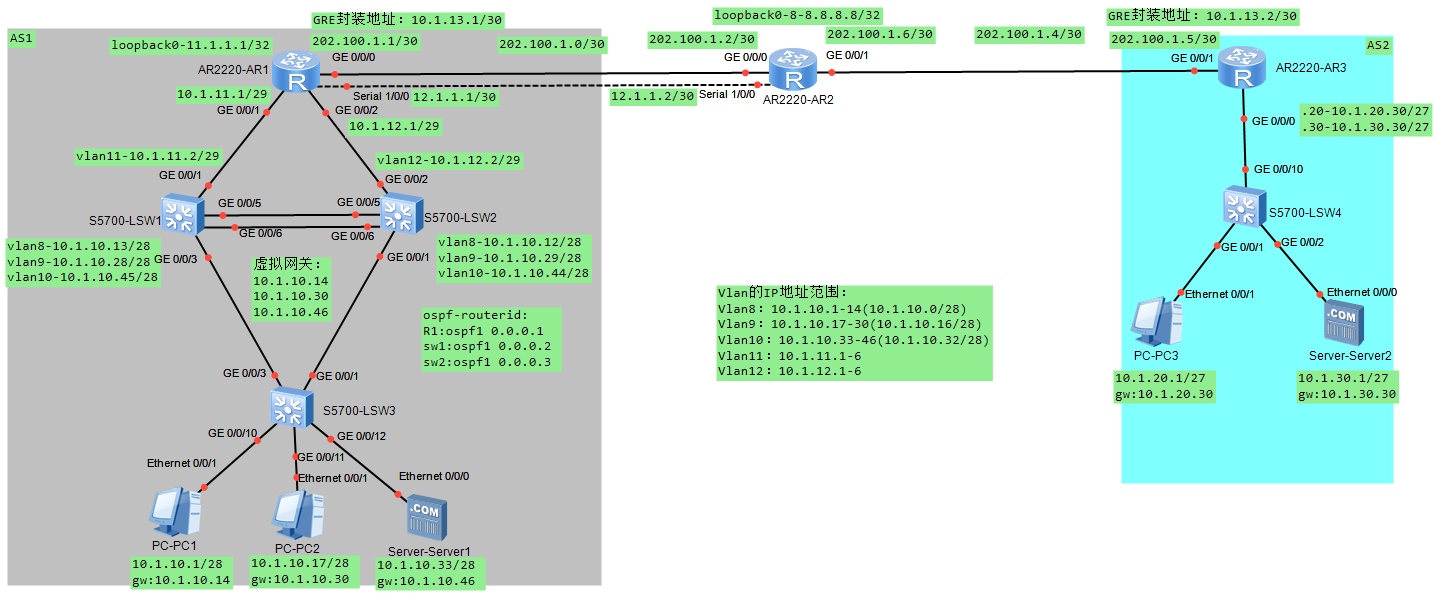 AS1
GRE封装地址：10.1.13.1/30
loopback0-11.1.1.1/32
202.100.1.1/30
202.100.1.0/30
GE 0/0/0
AR2220-AR1
R
Serial 1/0/0
12.1.1.1/30
10.1.11.1/29
GE 0/0/1
GE 0/0/2
10.1.12.1/29
loopback0-8-8.8.8.8/32
202.100.1.2/30
202.100.1.6/30
GE 0/0/0
GE 0/0/1
R
12.1.1.2/30
Serial 1/0/0
AR2220-AR2
202.100.1.4/30
GRE封装地址：10.1.13.2/30
202.100.1.5/30
AS2
GE 0/0/1
AR2220-AR3
R
GE 0/0/0
.20-10.1.20.30/27
.30-10.1.30.30/27
vlan11-10.1.11.2/29
GE 0/0/1
vlan12-10.1.12.2/29
GE 0/0/2
S5700-LSW1
GE 0/0/5
GE 0/0/5
GE 0/0/6
GE 0/0/6
S5700-LSW2
vlan8-10.1.10.13/28
vlan9-10.1.10.28/28
vlan10-10.1.10.45/28
GE 0/0/3
虚拟网关：
10.1.10.14
10.1.10.30
10.1.10.46
GE 0/0/1
vlan8-10.1.10.12/28
vlan9-10.1.10.29/28
vlan10-10.1.10.44/28
ospf-routerid:
R1:ospf1 0.0.0.1
sw1:ospf1 0.0.0.2
sw2:ospf1 0.0.0.3
Vlan的IP地址范围：
Vlan8：10.1.10.1-14(10.1.10.0/28)
Vlan9：10.1.10.17-30(10.1.10.16/28)
Vlan10：10.1.10.33-46(10.1.10.32/28)
Vlan11：10.1.11.1-6
Vlan12：10.1.12.1-6
GE 0/0/10
S5700-LSW4
GE 0/0/1
GE 0/0/2
Ethernet 0/0/1
Ethernet 0/0/0
.COM
PC-PC3
Server-Server2
10.1.20.1/27
gw:10.1.20.30
10.1.30.1/27
gw:10.1.30.30
GE 0/0/3
GE 0/0/1
S5700-LSW3
GE 0/0/10
GE 0/0/12
GE 0/0/11
Ethernet 0/0/1
Ethernet 0/0/1
Ethernet 0/0/0
.COM
PC-PC1
PC-PC2
Server-Server1
10.1.10.1/28
gw:10.1.10.14
10.1.10.17/28
gw:10.1.10.30
10.1.10.33/28
gw:10.1.10.46